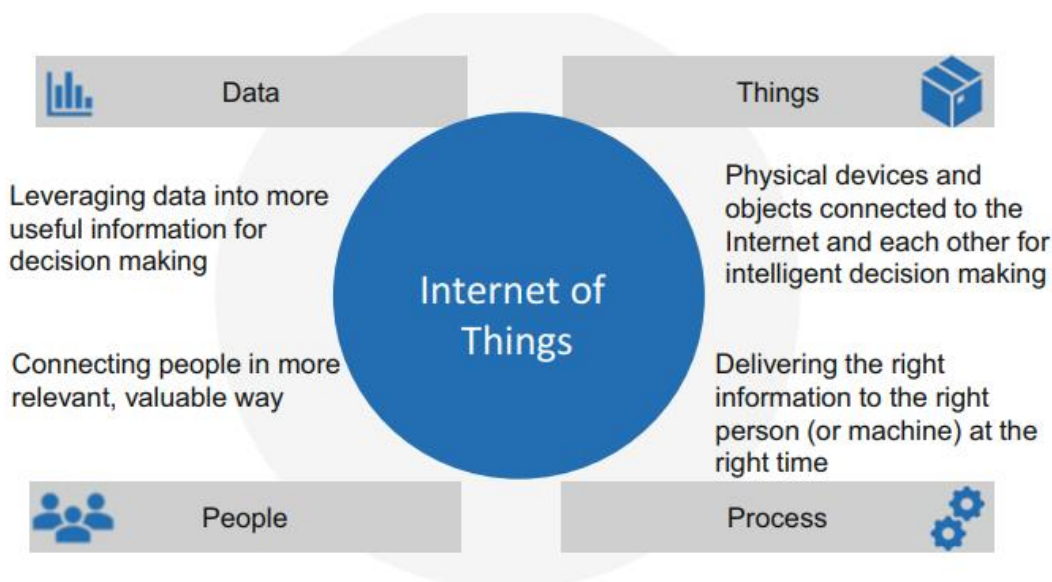 Data
Leveraging data into more
useful information for
decision making
Things
Physical devices and
objects connected to the
Internet and each other for
intelligent decision making
Internet of
Things
Connecting people in more
relevant, valuable way
People
Delivering the right
information to the right
person (or machine) at the
right time
Process